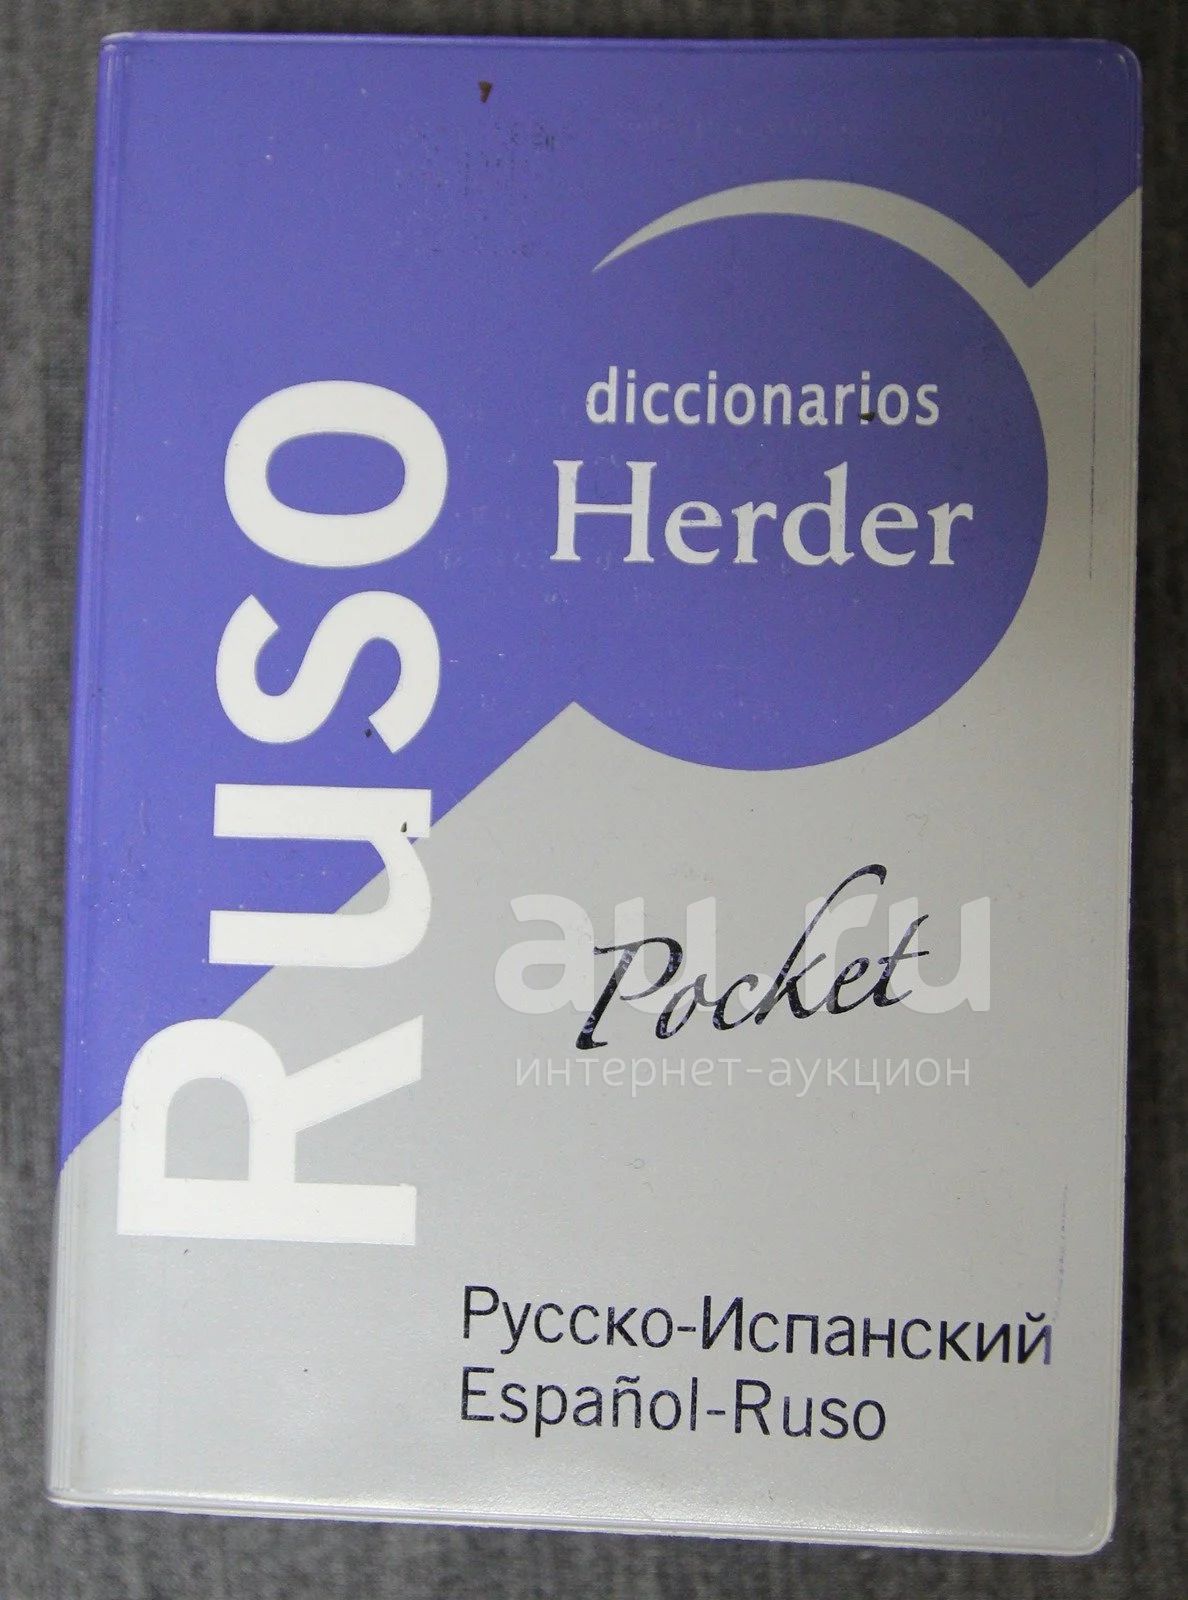 diccionarios
Herder
Ruso
Pocket
au.ru
интернет-аукцион
Русско-Испанский
Español-Ruso